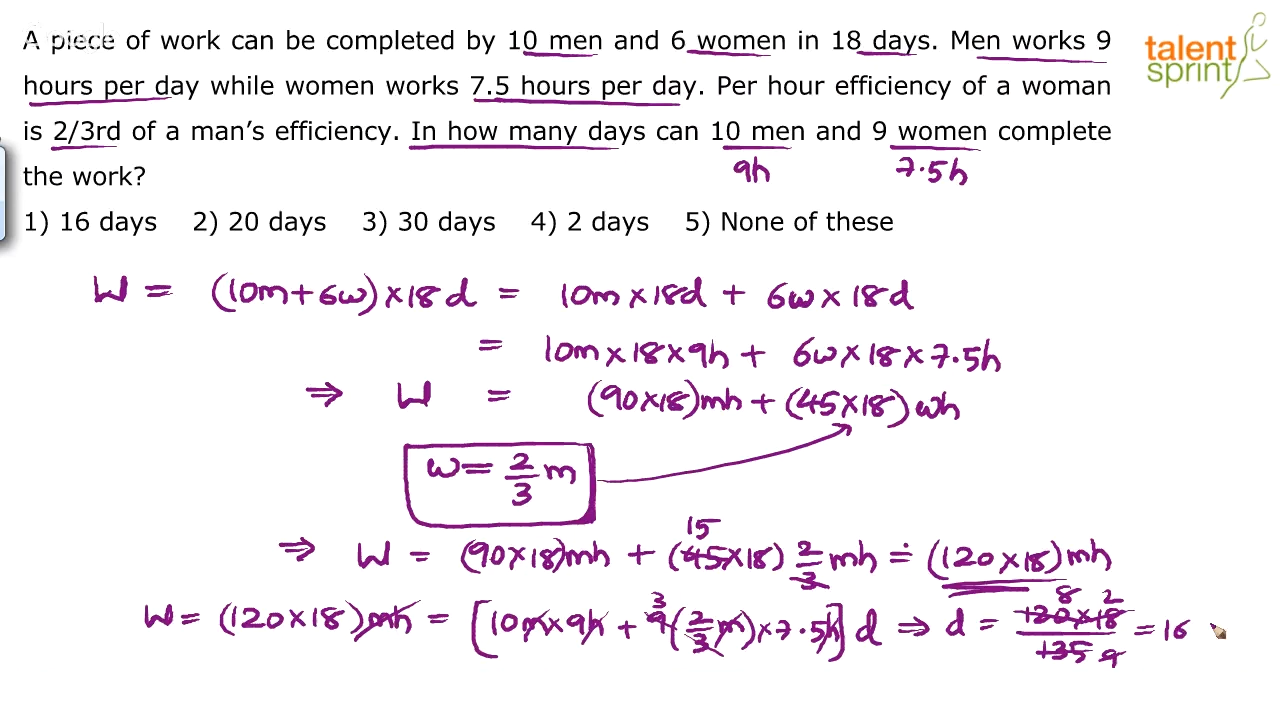 A piece of work can be completed by 10 men and 6 women in 18 days. Men works 9
talent
sprint
hours per day while women works 7.5 hours per day. Per hour efficiency of a woman
is 2/3rd of a man's efficiency. In how many days can 10 men and 9 women complete
9h 7.5h
the work?
1) 16 days 2) 20 days 3) 30 days 4) 2 days 5) None of these
W = (10m+6w)×18d = 10m×18d + 6w×18d
= 10m×18×9h + 6w×18×7.5h
⇒ W = (90×18)mh + (45×18)wh
w = 2/3 m
15
⇒ W = (90×18)mh + (45×18) 2/3 mh = (120×18)mh
3 8 2
W = (120×18)mh = [10m×9h + 9(2/3 m)×7.5h]d ⇒ d = 120×18/135 9 = 16